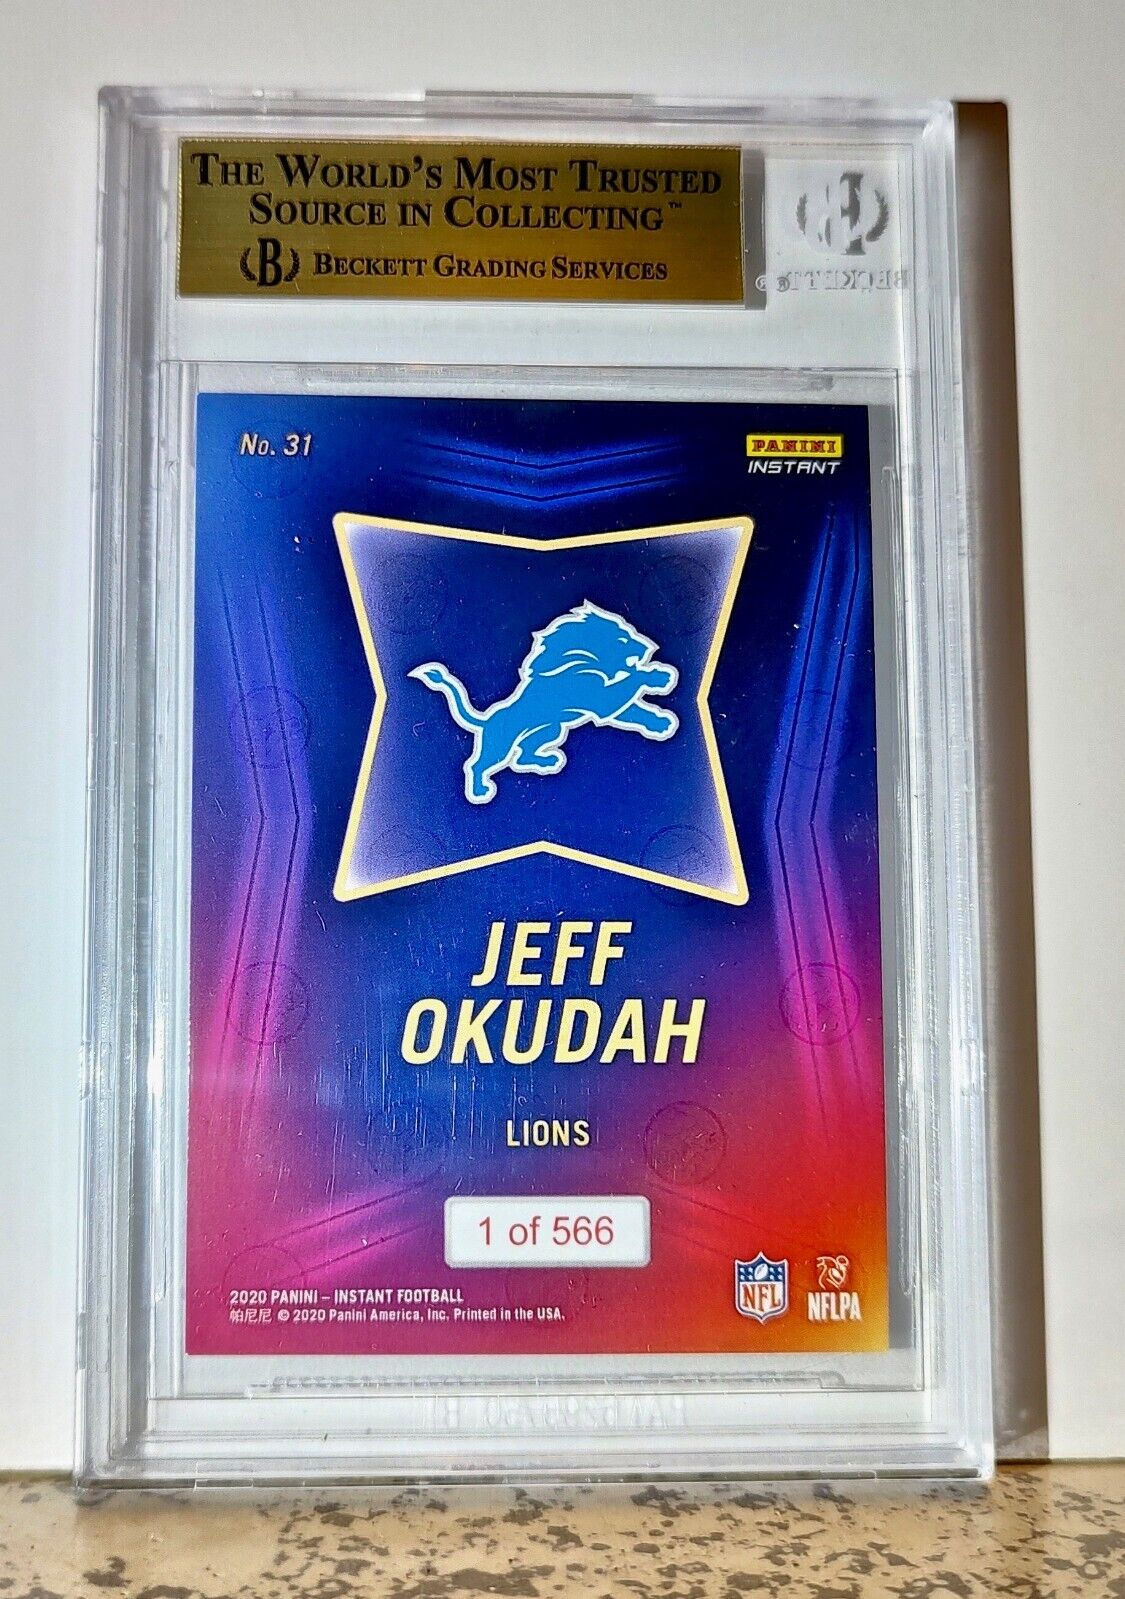 THE WORLD'S MOST TRUSTED
SOURCE IN COLLECTING™
B BECKETT GRADING SERVICES
BECKETT®
No. 31
PANINI
INSTANT
JEFF
OKUDAH
LIONS
1 of 566
2020 PANINI – INSTANT FOOTBALL
帕尼尼 © 2020 Panini America, Inc. Printed in the USA.
NFL
NFLPA